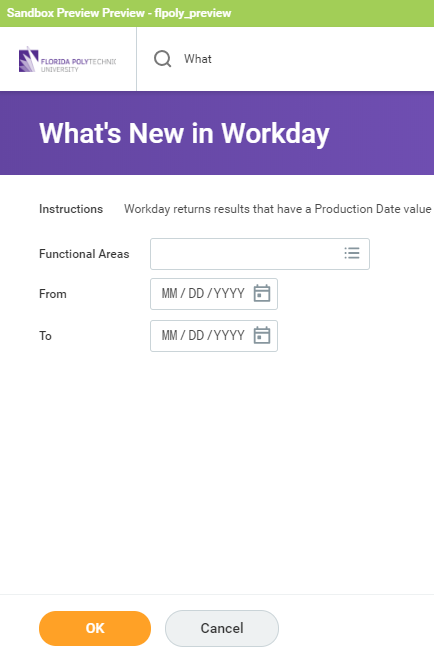 Sandbox Preview Preview - flpoly_preview
FLORIDA POLYTECHNIC
UNIVERSITY
What
What's New in Workday
Instructions Workday returns results that have a Production Date value
Functional Areas
From MM / DD / YYYY
To MM / DD / YYYY
OK Cancel